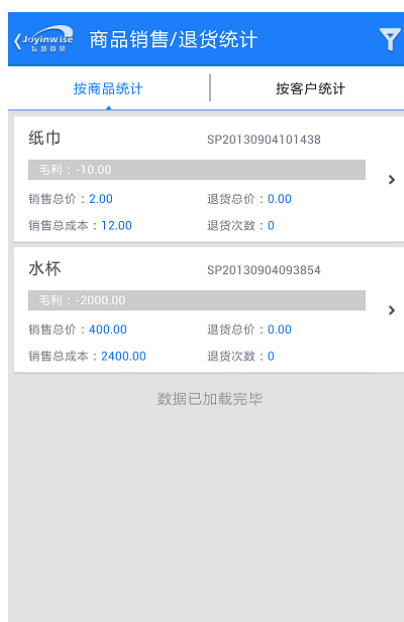 Joyinwise 商品销售/退货统计
按商品统计 按客户统计
纸巾 SP20130904101438
毛利：-10.00
销售总价：2.00 退货总价：0.00
销售总成本：12.00 退货次数：0
水杯 SP20130904093854
毛利：-2000.00
销售总价：400.00 退货总价：0.00
销售总成本：2400.00 退货次数：0
数据已加载完毕